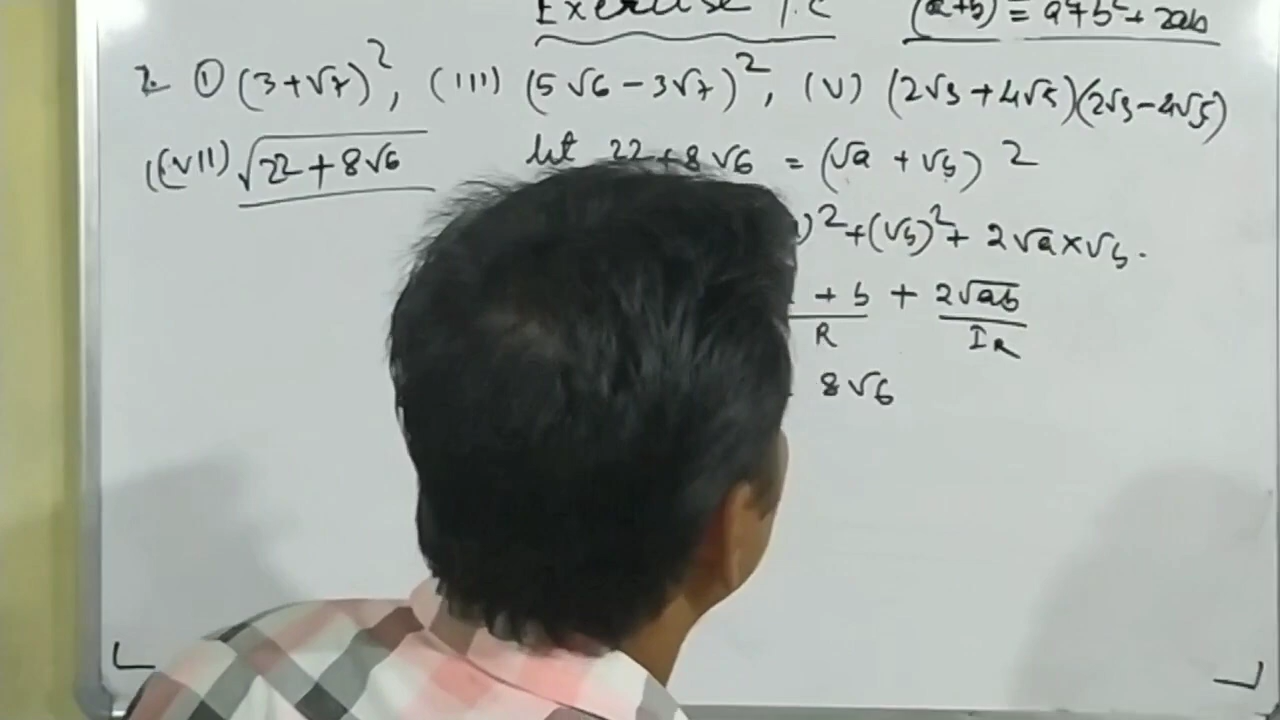 Exercise 1.C (a+b)² = a²+b²+2ab
2. ① (3+√7)², (III) (5√6 - 3√7)², (V) (2√3+4√5)(2√3-4√5)
(VII) √22+8√6 let 22+8√6 = (√a + √b)²
)² + (√b)² + 2√a×√b.
+ b + 2√ab
R IR
8√6